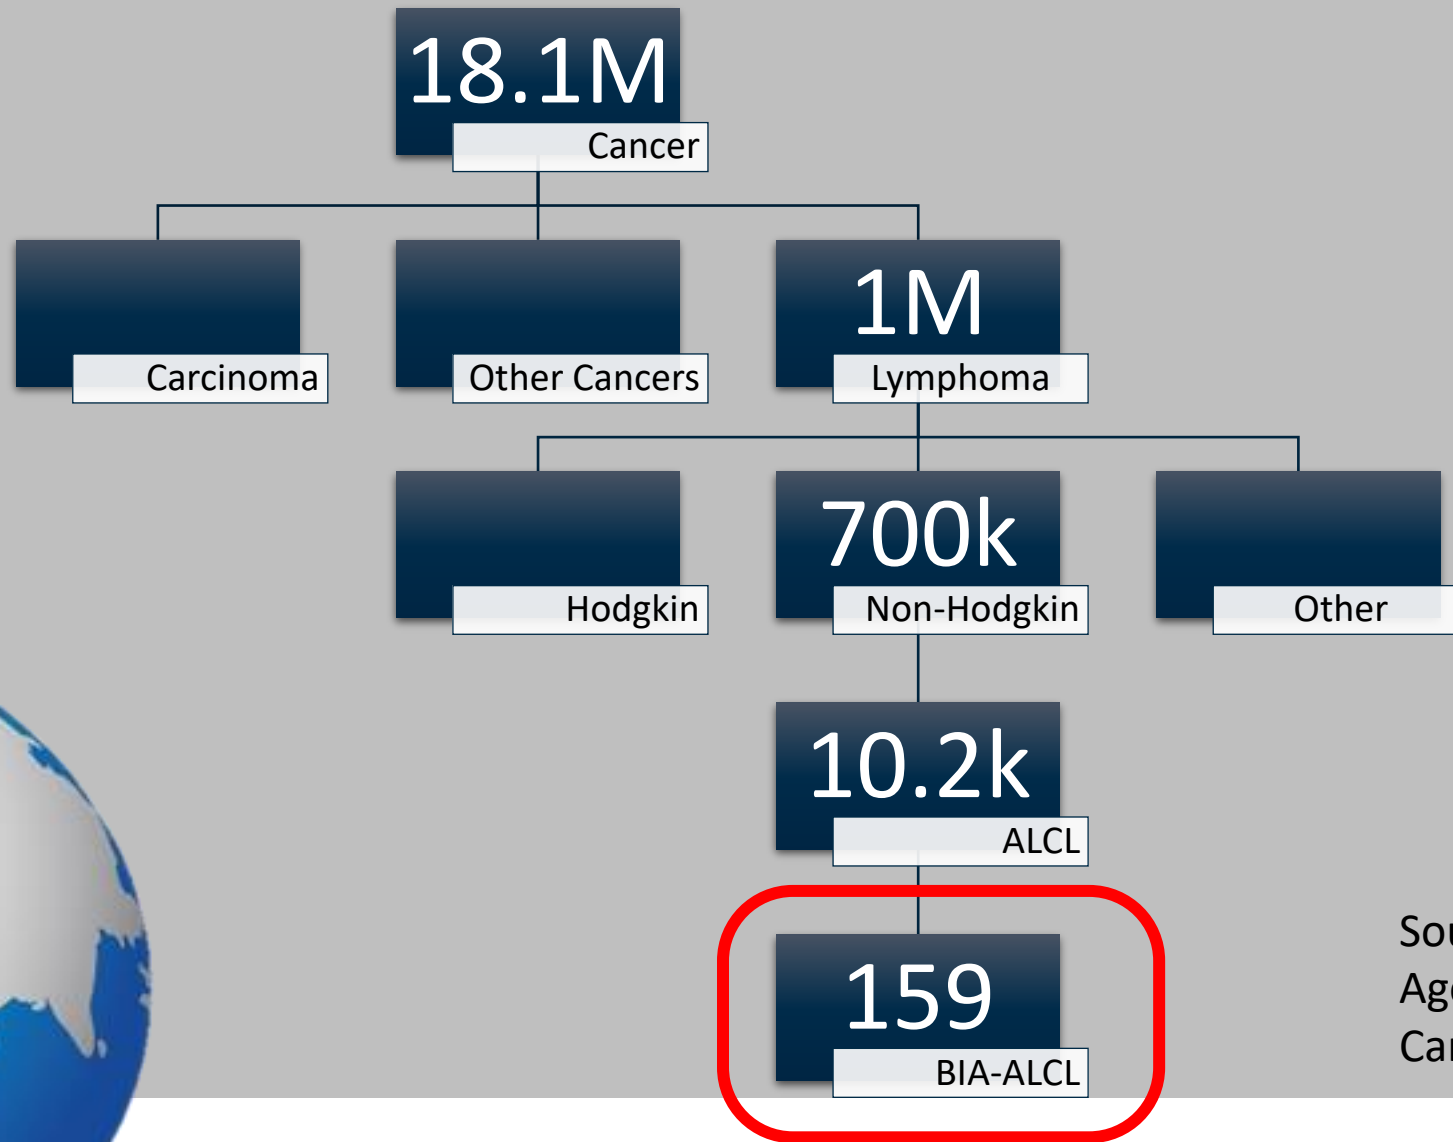 18.1M
Cancer
Carcinoma
Other Cancers
1M
Lymphoma
Hodgkin
700k
Non-Hodgkin
Other
10.2k
ALCL
159
BIA-ALCL